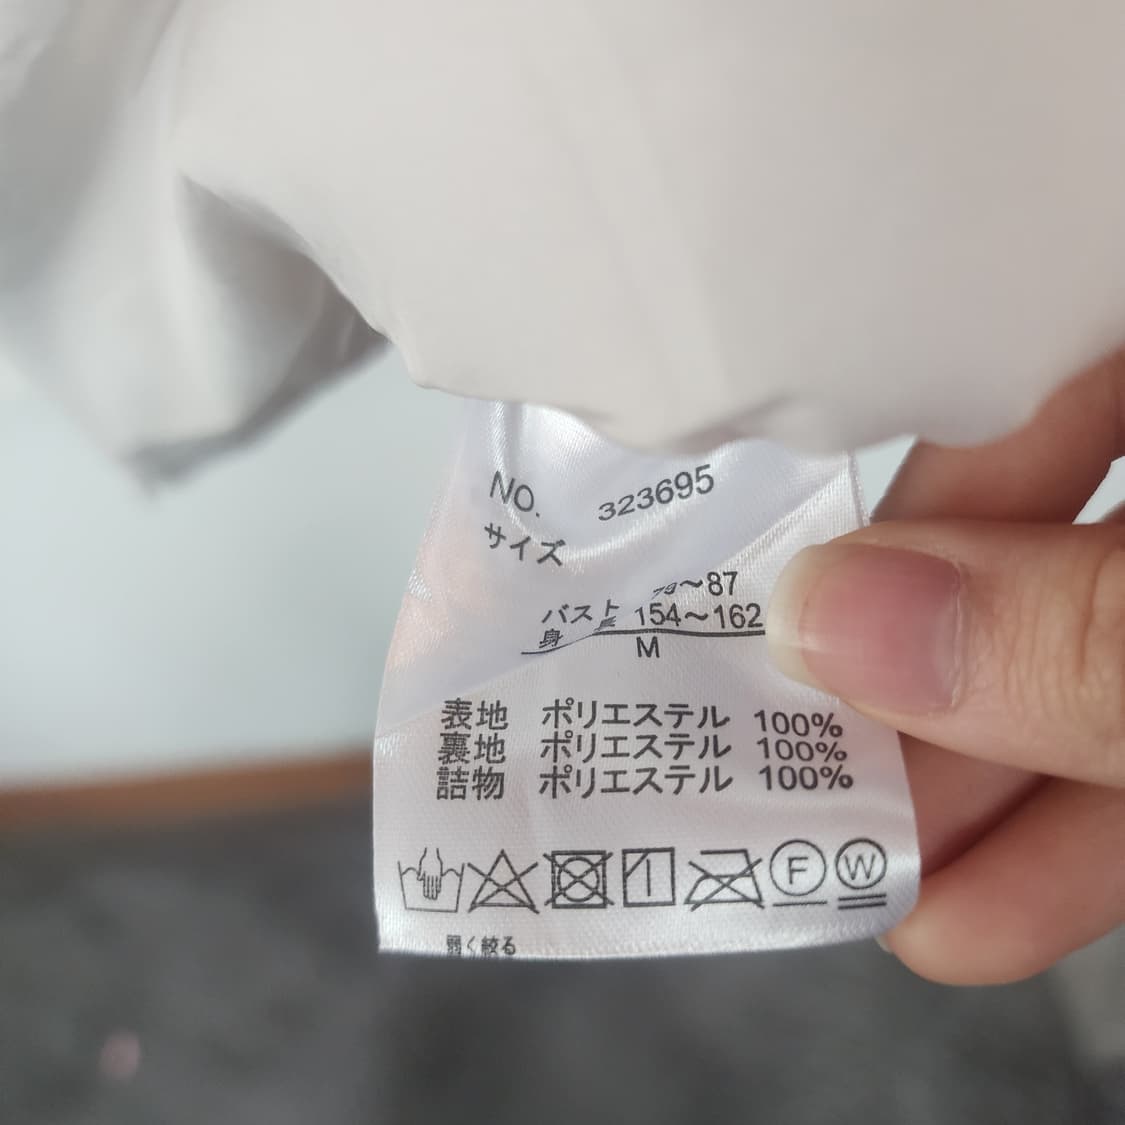 NO. 323695
サイズ
～87
バスト 154～162
身
M
表地 ポリエステル 100%
裏地 ポリエステル 100%
詰物 ポリエステル 100%
F W
弱く絞る